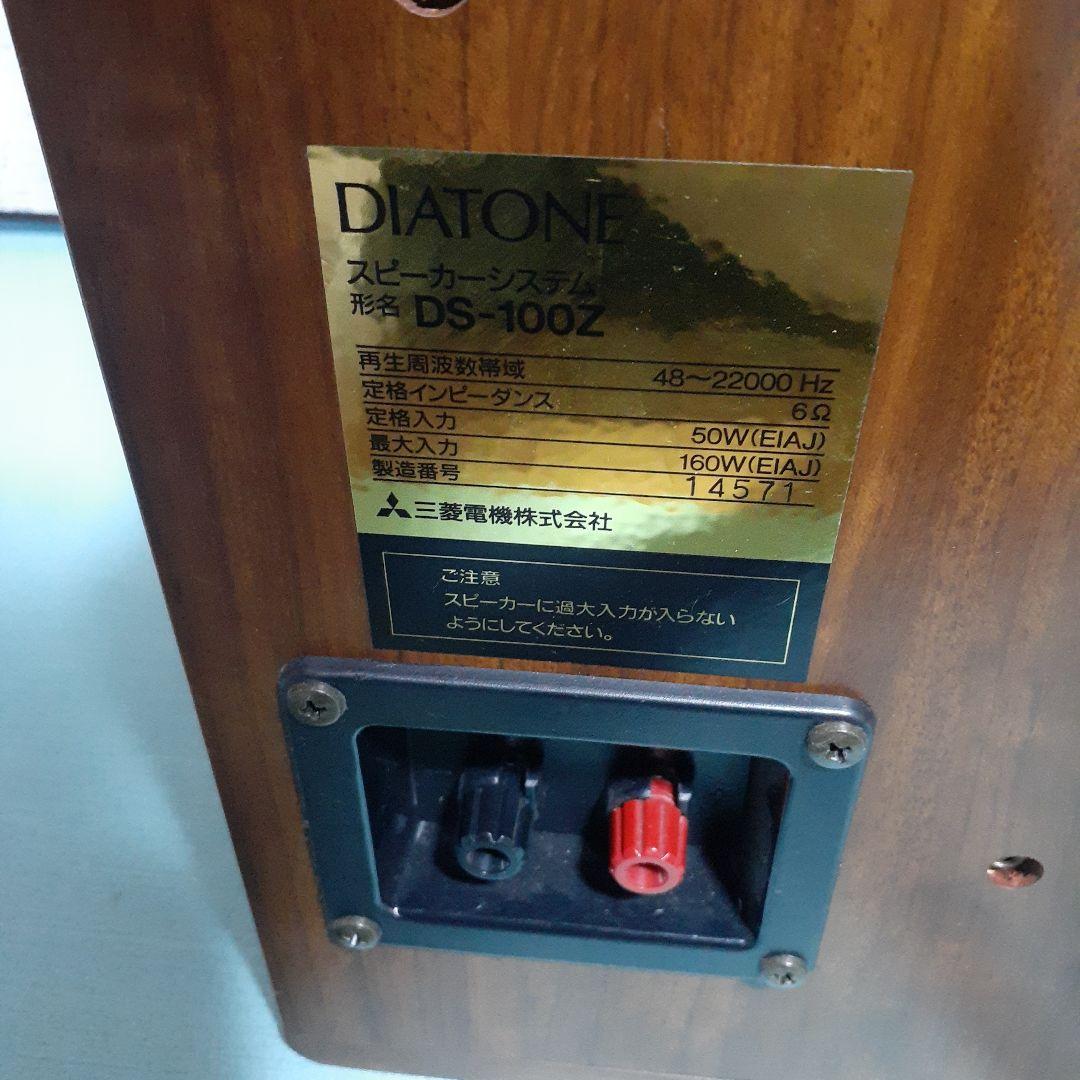 DIATONE
スピーカーシステム
形名 DS-100Z
再生周波数帯域 48〜22000 Hz
定格インピーダンス 6Ω
定格入力 50W(EIAJ)
最大入力 160W(EIAJ)
製造番号 14571
三菱電機株式会社
ご注意
スピーカーに過大入力が入らない
ようにしてください。